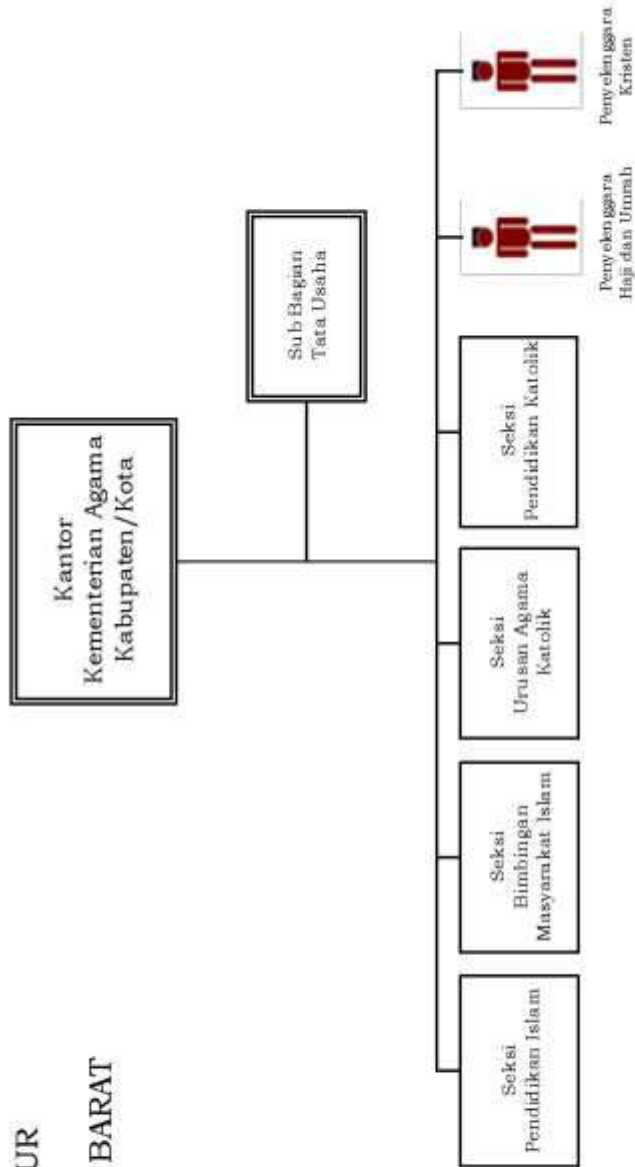 UR
BARAT
Kantor
Kementerian Agama
Kabupaten/Kota
Sub Bagian
Tata Usaha
Seksi
Pendidikan Islam
Seksi
Bimbingan
Masyarakat Islam
Seksi
Urusan Agama
Katolik
Seksi
Pendidikan Katolik
Penyelenggara
Haji dan Umrah
Penyelenggara
Kristen